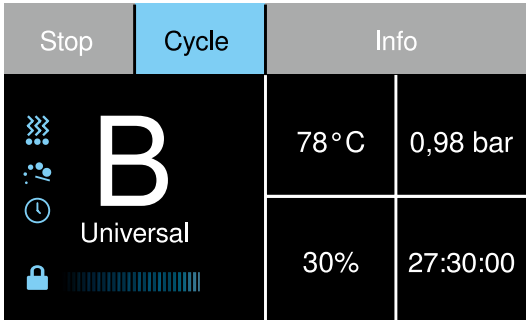 Stop
Cycle
Info
B
Universal
78°C
0,98 bar
30%
27:30:00